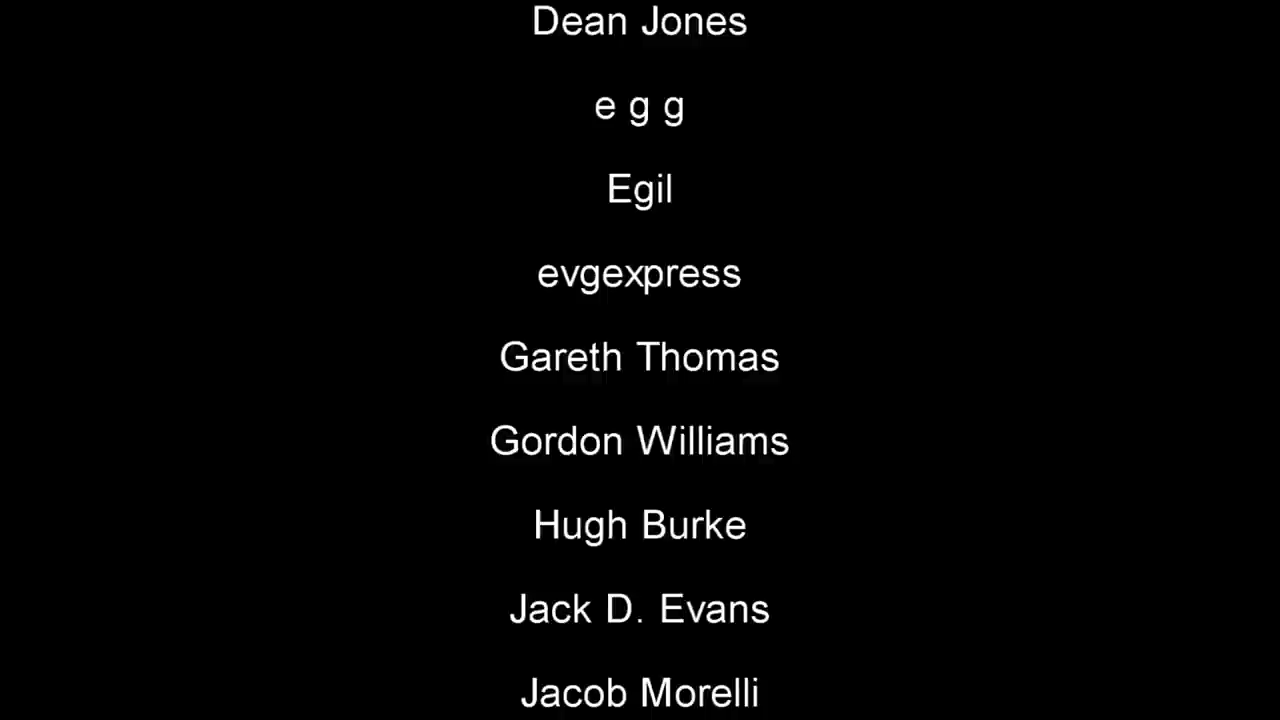 Dean Jones
e g g
Egil
evgexpress
Gareth Thomas
Gordon Williams
Hugh Burke
Jack D. Evans
Jacob Morelli